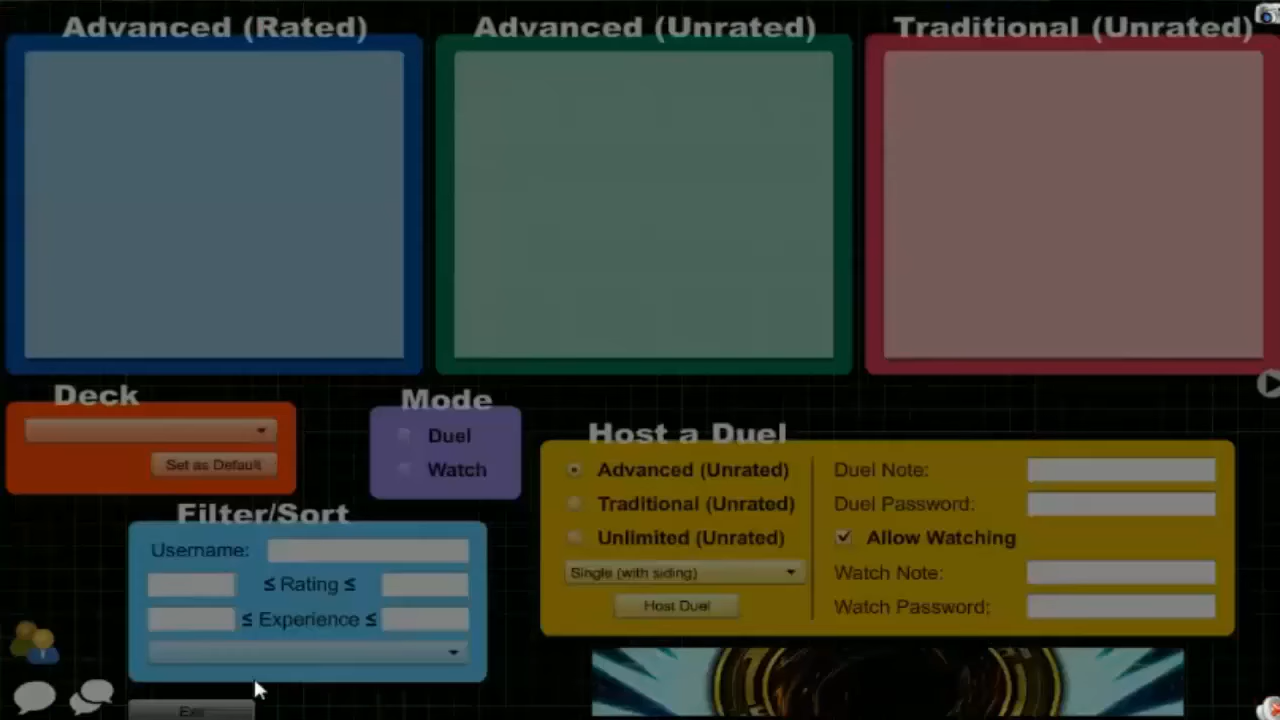 Advanced (Rated)
Advanced (Unrated)
Traditional (Unrated)
Deck
Set as Default
Mode
Duel
Watch
Host a Duel
Advanced (Unrated)
Traditional (Unrated)
Unlimited (Unrated)
Single (with siding)
Host Duel
Duel Note:
Duel Password:
Allow Watching
Watch Note:
Watch Password:
Filter/Sort
Username:
≤ Rating ≤
≤ Experience ≤
Exit